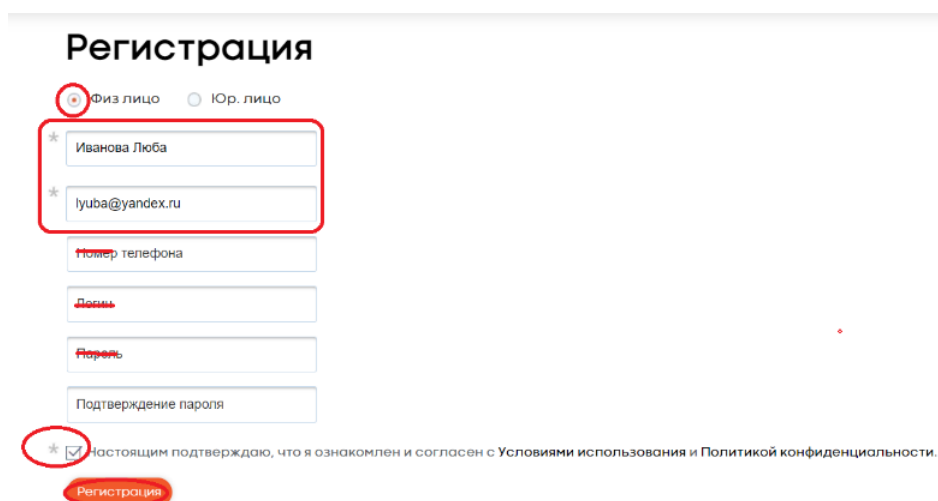 Регистрация
Физ лицо Юр. лицо
* Иванова Люба
* lyuba@yandex.ru
Номер телефона
Логин
Пароль
Подтверждение пароля
* Настоящим подтверждаю, что я ознакомлен и согласен с Условиями использования и Политикой конфиденциальности.
Регистрация